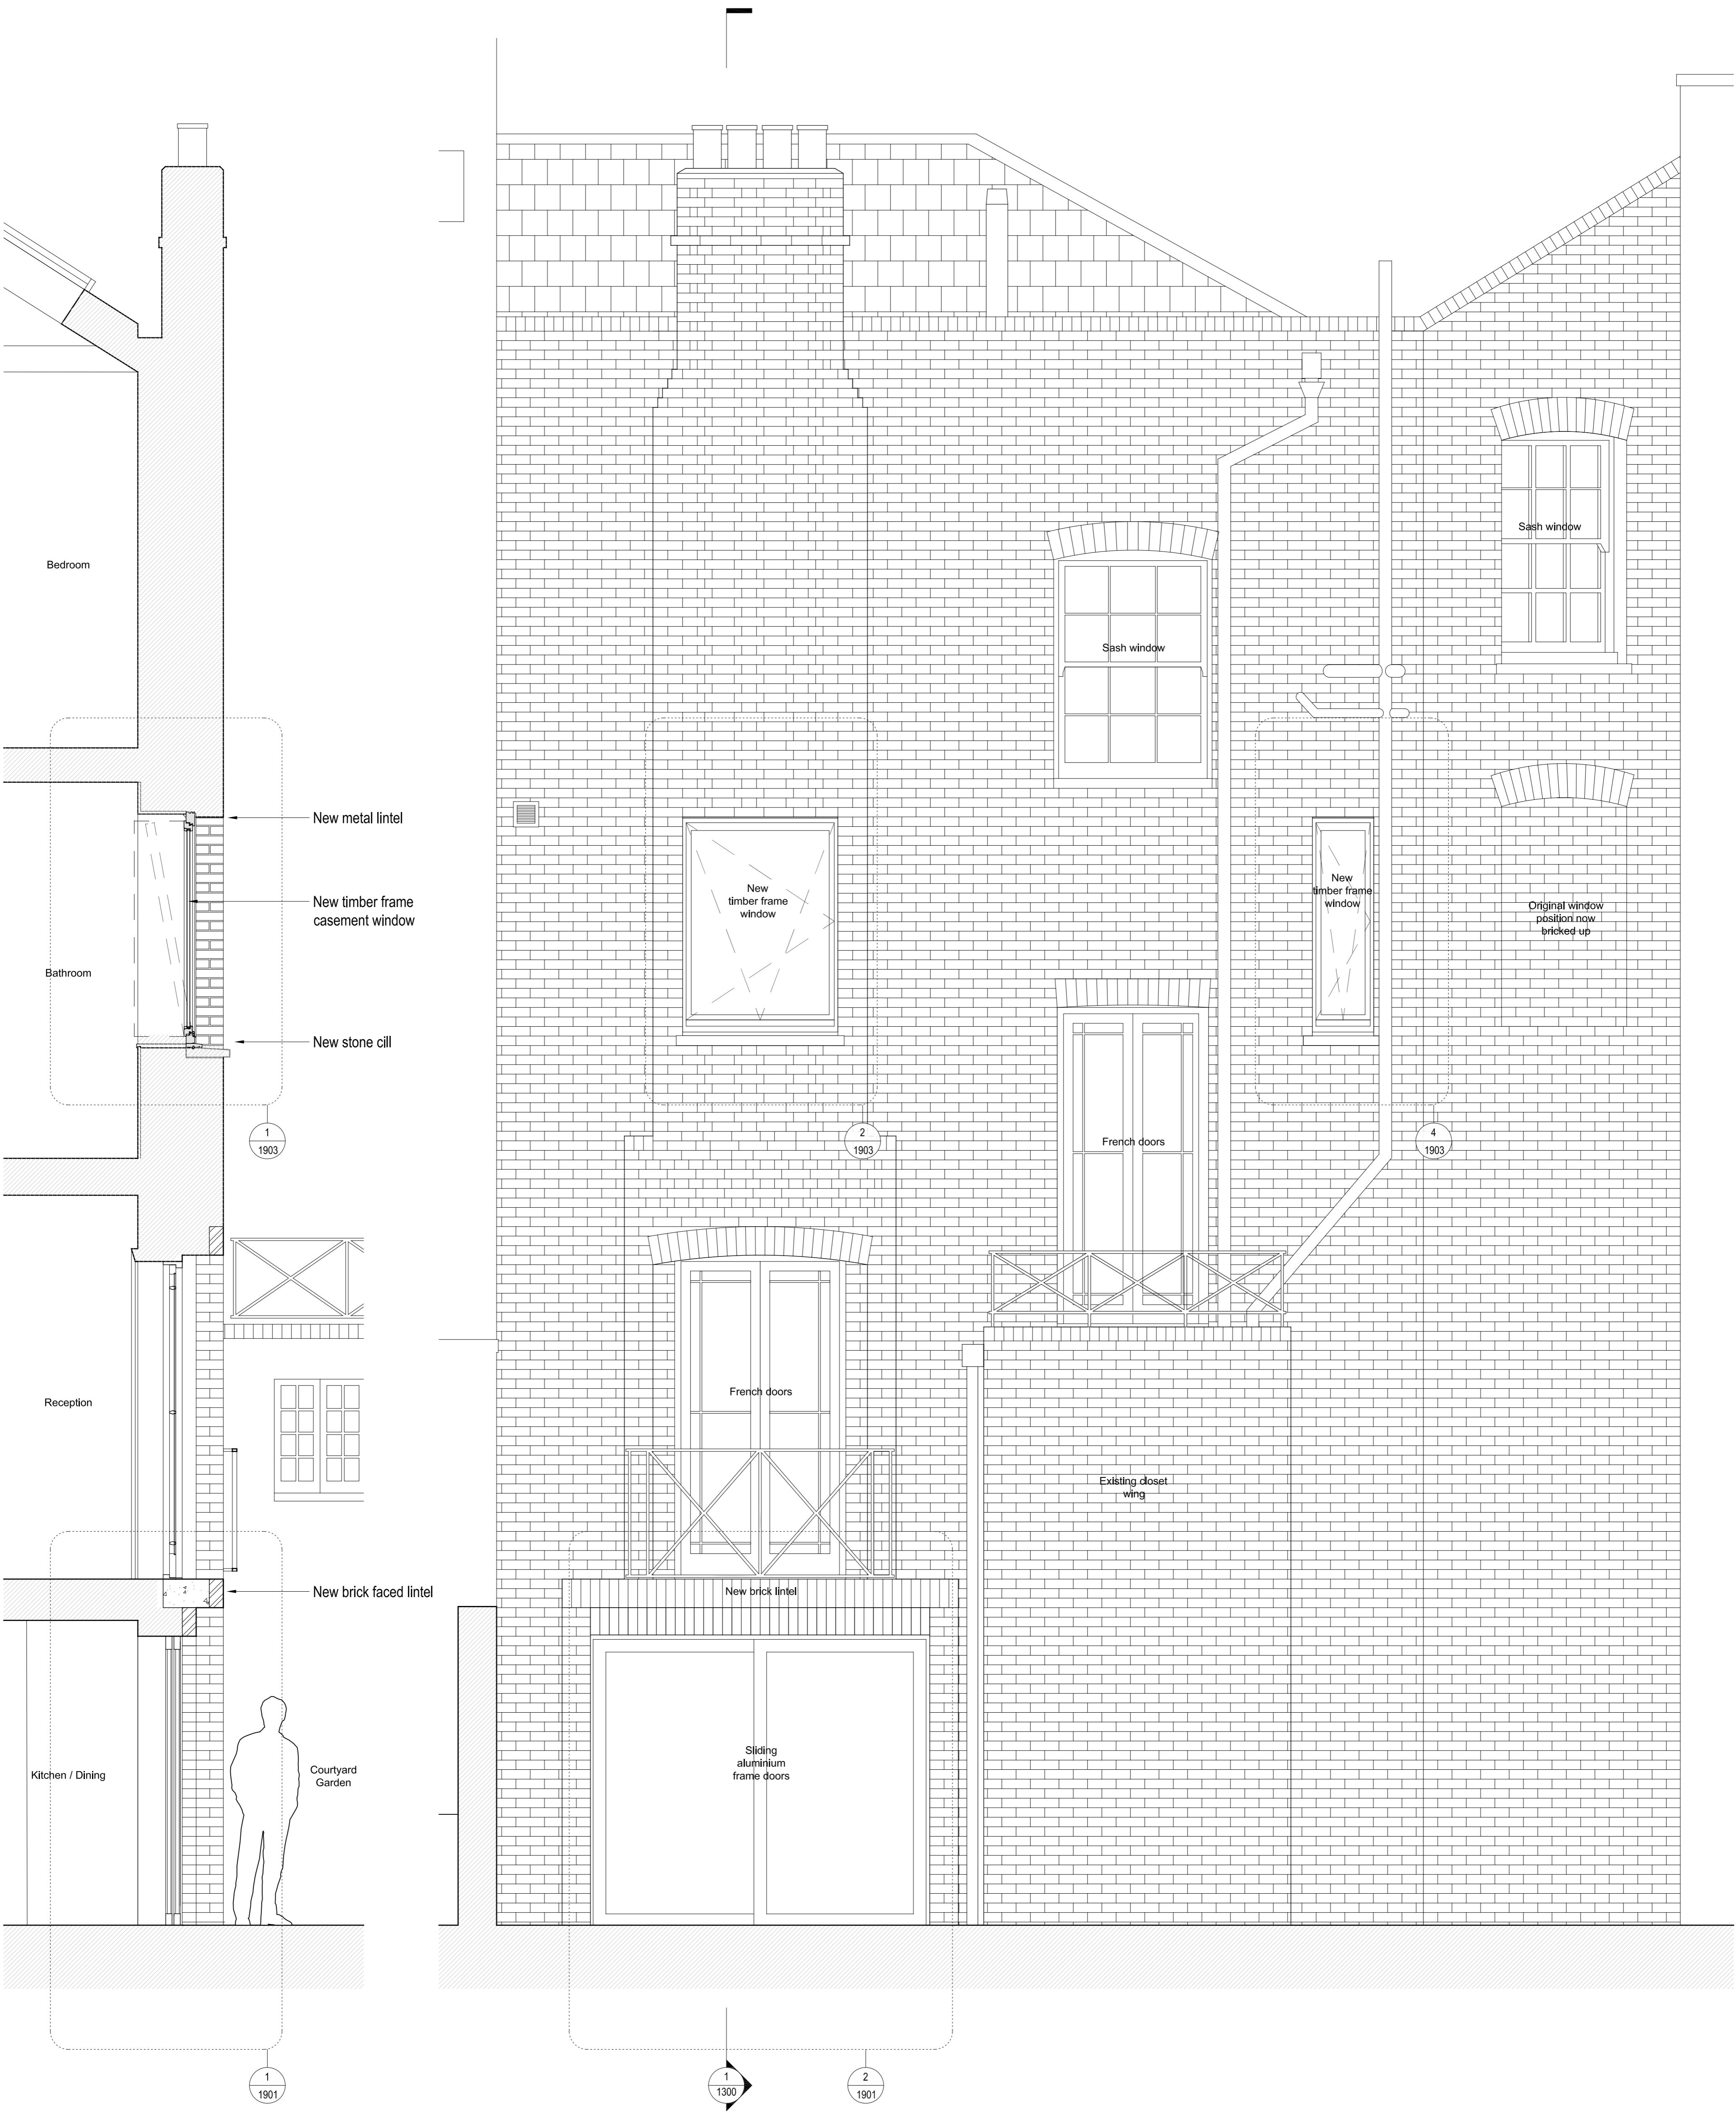 Bedroom
New metal lintel
New timber frame
casement window
Bathroom
New stone cill
1
1903
Reception
New brick faced lintel
Kitchen / Dining
Courtyard
Garden
1
1901
Sash window
Sash window
New
timber frame
window
New
timber frame
window
Original window
position now
bricked up
2
1903
French doors
4
1903
French doors
Existing closet
wing
New brick lintel
Sliding
aluminium
frame doors
1
1300
2
1901